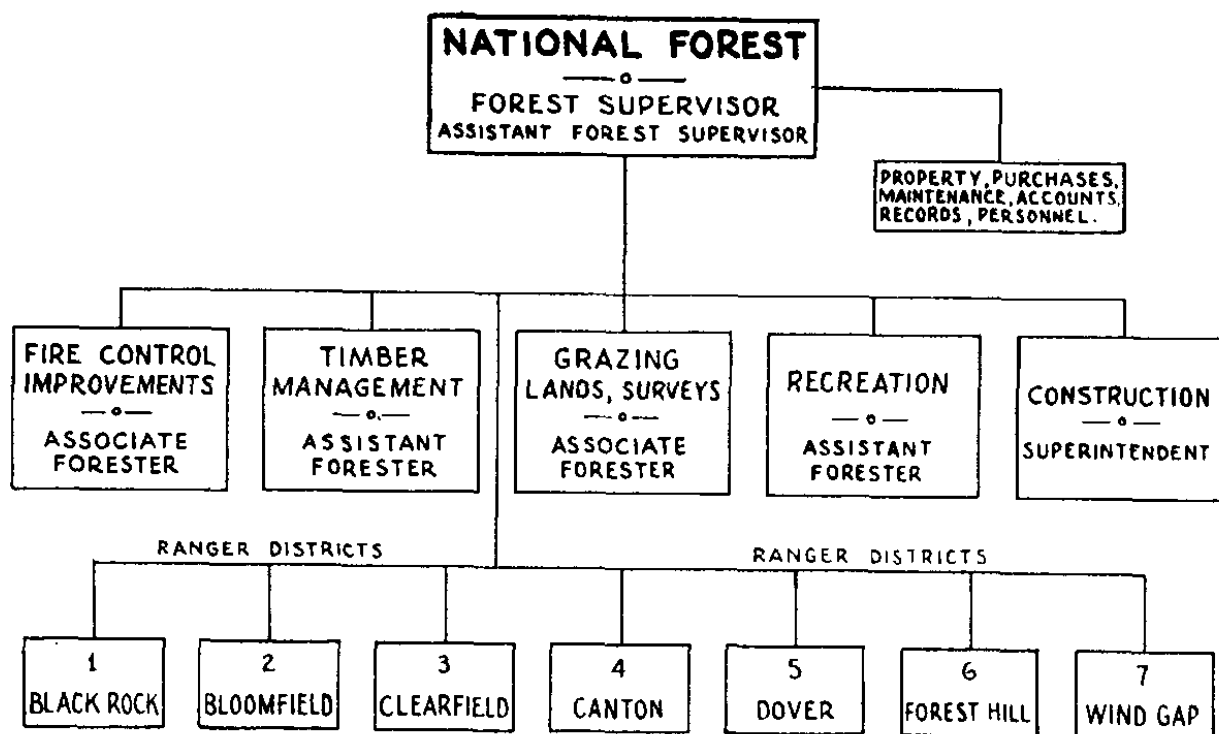 NATIONAL FOREST
FOREST SUPERVISOR
ASSISTANT FOREST SUPERVISOR
PROPERTY, PURCHASES,
MAINTENANCE, ACCOUNTS,
RECORDS, PERSONNEL.
FIRE CONTROL
IMPROVEMENTS
ASSOCIATE
FORESTER
TIMBER
MANAGEMENT
ASSISTANT
FORESTER
GRAZING
LANDS, SURVEYS
ASSOCIATE
FORESTER
RECREATION
ASSISTANT
FORESTER
CONSTRUCTION
SUPERINTENDENT
RANGER DISTRICTS
RANGER DISTRICTS
1
BLACK ROCK
2
BLOOMFIELD
3
CLEARFIELD
4
CANTON
5
DOVER
6
FOREST HILL
7
WIND GAP